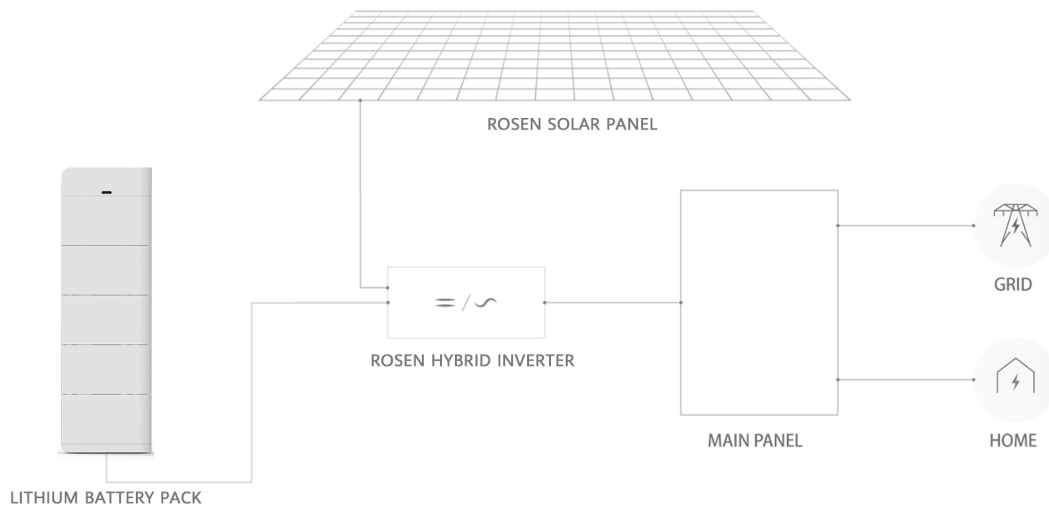 ROSEN SOLAR PANEL
GRID
ROSEN HYBRID INVERTER
MAIN PANEL
HOME
LITHIUM BATTERY PACK